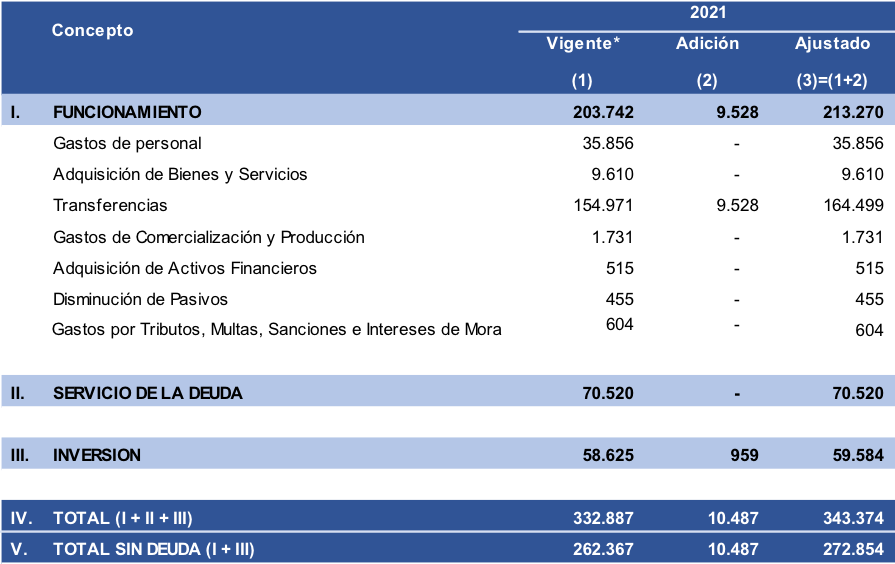 2021
Concepto
Vigente* Adición Ajustado
(1) (2) (3)=(1+2)
I. FUNCIONAMIENTO 203.742 9.528 213.270
Gastos de personal 35.856 - 35.856
Adquisición de Bienes y Servicios 9.610 - 9.610
Transferencias 154.971 9.528 164.499
Gastos de Comercialización y Producción 1.731 - 1.731
Adquisición de Activos Financieros 515 - 515
Disminución de Pasivos 455 - 455
Gastos por Tributos, Multas, Sanciones e Intereses de Mora 604 - 604
II. SERVICIO DE LA DEUDA 70.520 - 70.520
III. INVERSION 58.625 959 59.584
IV. TOTAL (I + II + III) 332.887 10.487 343.374
V. TOTAL SIN DEUDA (I + III) 262.367 10.487 272.854